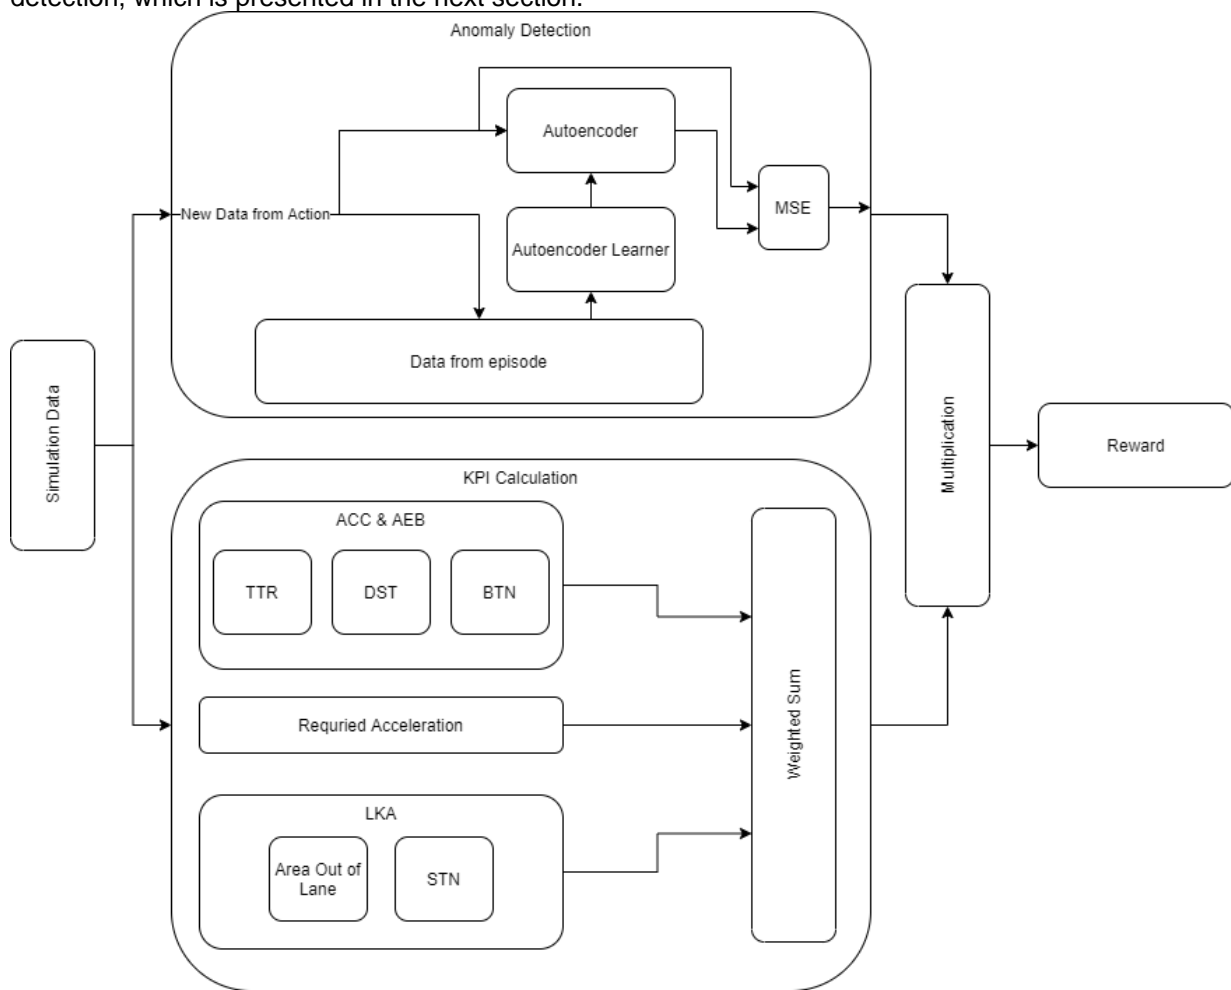 detection, which is presented in the next section.
Anomaly Detection
Autoencoder
MSE
New Data from Action
Autoencoder Learner
Data from episode
Simulation Data
Multiplication
Reward
KPI Calculation
ACC & AEB
TTR
DST
BTN
Requried Acceleration
Weighted Sum
LKA
Area Out of
Lane
STN